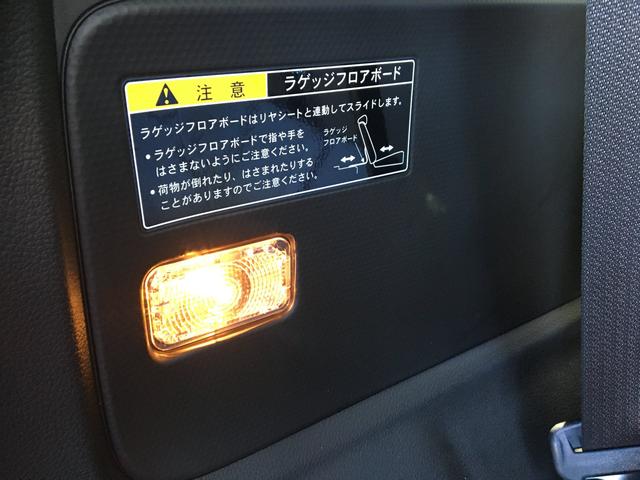 注意 ラゲッジフロアボード
ラゲッジフロアボードはリヤシートと連動してスライドします。
• ラゲッジフロアボードで指や手を
はさまないようにご注意ください。
• 荷物が倒れたり、はさまれたりする
ことがありますのでご注意ください。
ラゲッジ
フロアボード